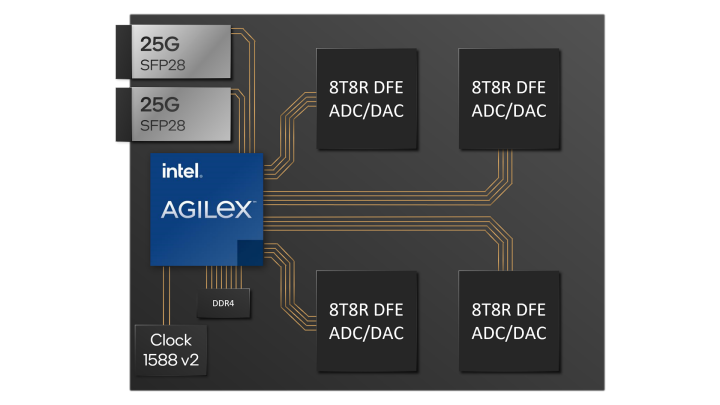 25G
SFP28
25G
SFP28
8T8R DFE
ADC/DAC
8T8R DFE
ADC/DAC
intel.
AGILEX™
DDR4
Clock
1588 v2
8T8R DFE
ADC/DAC
8T8R DFE
ADC/DAC